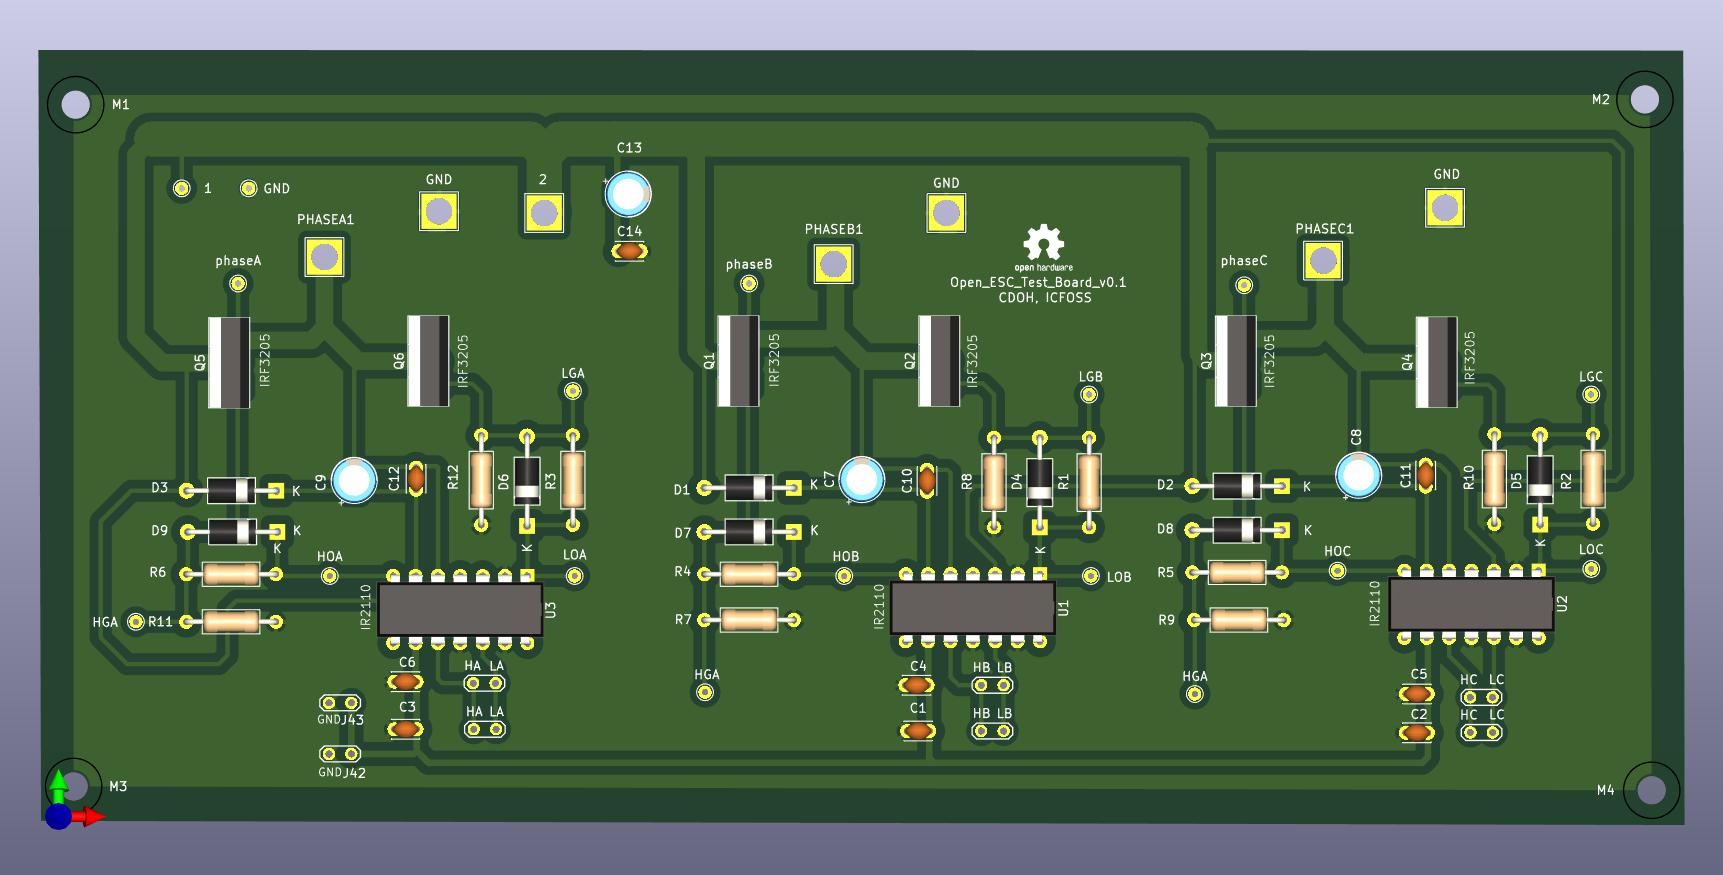 M1
M2
C13
1
GND
GND
2
GND
GND
PHASEA1
C14
PHASEB1
PHASEC1
phaseA
phaseB
phaseC
open hardware
Open_ESC_Test_Board_v0.1
CDOH, ICFOSS
Q5
IRF3205
Q6
IRF3205
Q1
IRF3205
Q2
IRF3205
Q3
IRF3205
Q4
IRF3205
LGA
LGB
LGC
D3
K
C9
+
C12
R12
D6
R3
D1
K
C7
+
C10
R8
D4
R1
D2
K
C8
+
C11
R10
D5
R2
D9
K
K
D7
K
K
D8
K
K
R6
HOA
LOA
R4
HOB
LOB
R5
HOC
LOC
HGA
R11
IR2110
U3
R7
IR2110
U1
R9
IR2110
U2
HGA
HGA
C6
HA LA
C4
HB LB
C5
HC LC
GNDJ43
C3
HA LA
C1
HB LB
C2
HC LC
GNDJ42
M3
M4